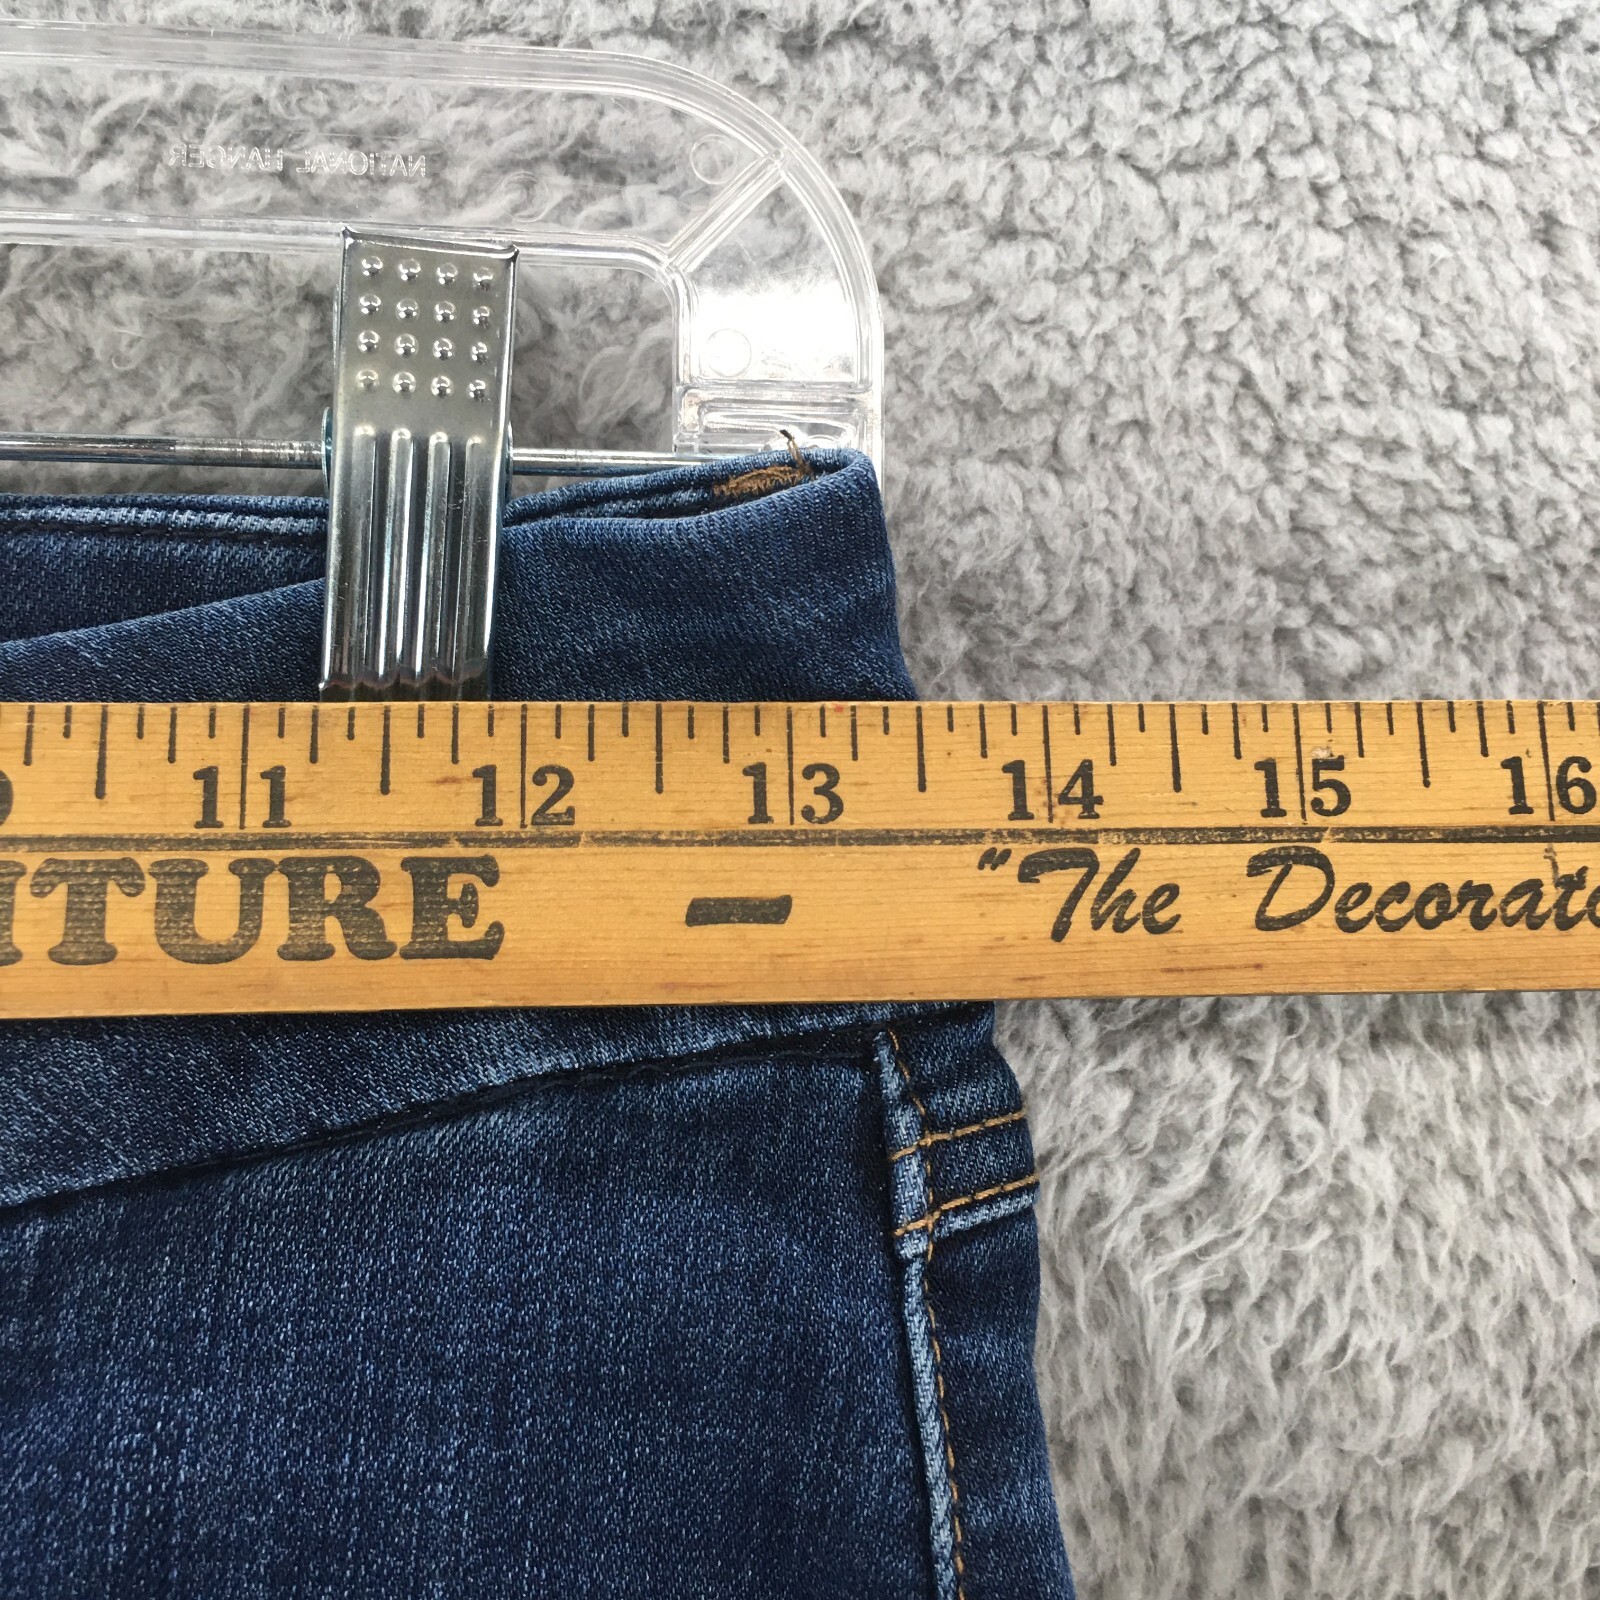 NATIONAL HANGER
11 12 13 14 15 16
ITURE - "The Decorat